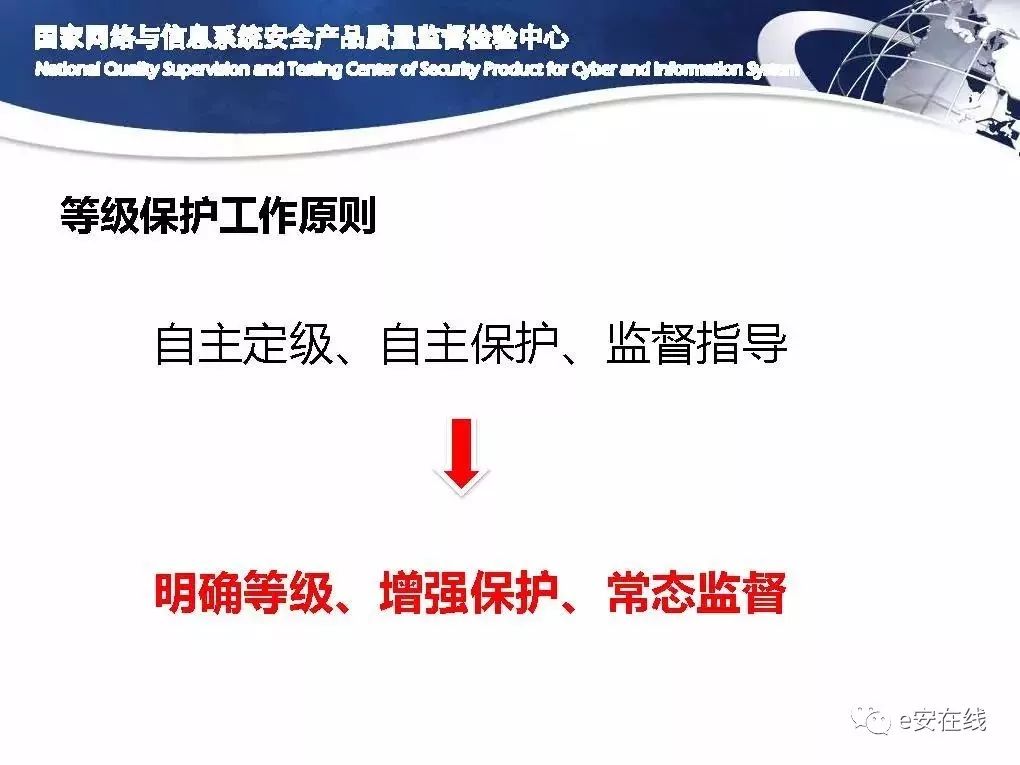 国家网络与信息系统安全产品质量监督检验中心
National Quality Supervision and Testing Center of Security Product for Cyber and Information System
等级保护工作原则
自主定级、自主保护、监督指导
明确等级、增强保护、常态监督
e安在线